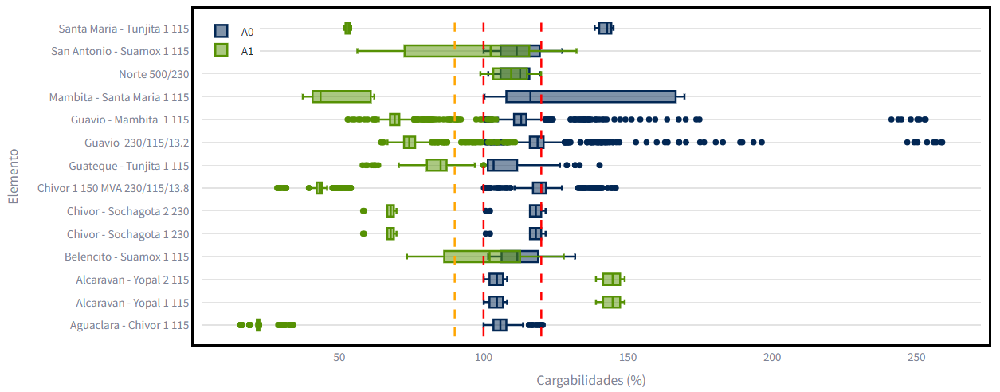 Santa Maria - Tunjita 1 115
San Antonio - Suamox 1 115
Norte 500/230
Mambita - Santa Maria 1 115
Guavio - Mambita  1 115
Guavio  230/115/13.2
Guateque - Tunjita 1 115
Chivor 1 150 MVA 230/115/13.8
Chivor - Sochagota 2 230
Chivor - Sochagota 1 230
Belencito - Suamox 1 115
Alcaravan - Yopal 2 115
Alcaravan - Yopal 1 115
Aguaclara - Chivor 1 115
Elemento
A0
A1
50 100 150 200 250
Cargabilidades (%)